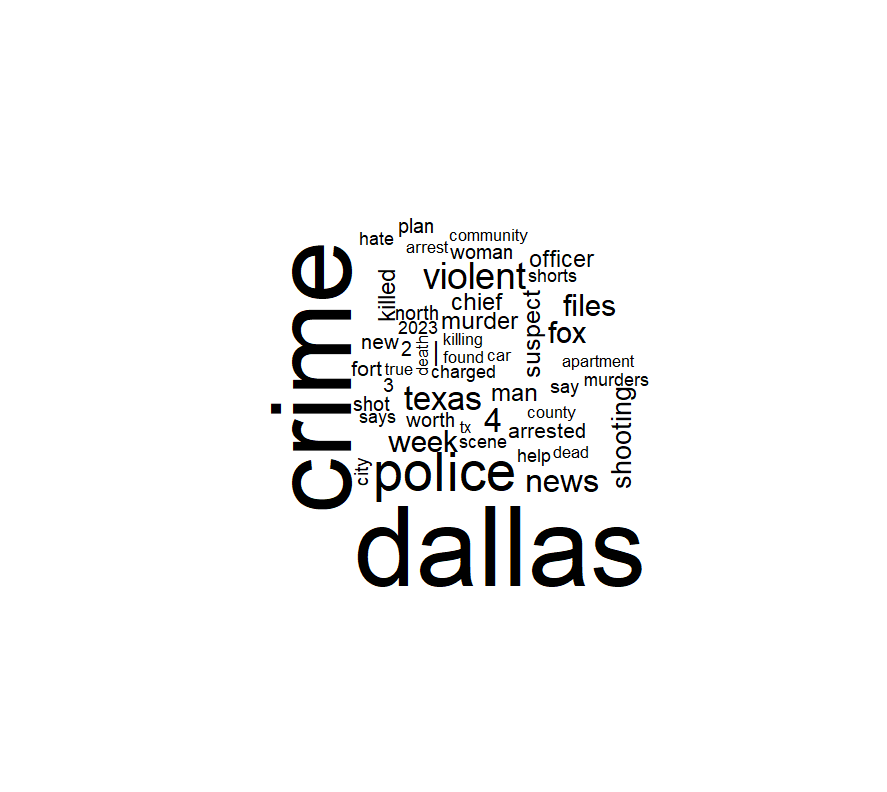 plan
hate
community
arrest
woman
officer
crime
violent
shorts
killed
chief
suspect
files
north
murder
2023
fox
new
2
death
l
killing
found
car
apartment
fort
true
charged
3
man
say
murders
texas
shot
county
shooting
says
worth
tx
4
arrested
week
scene
city
police
help
dead
news
dallas